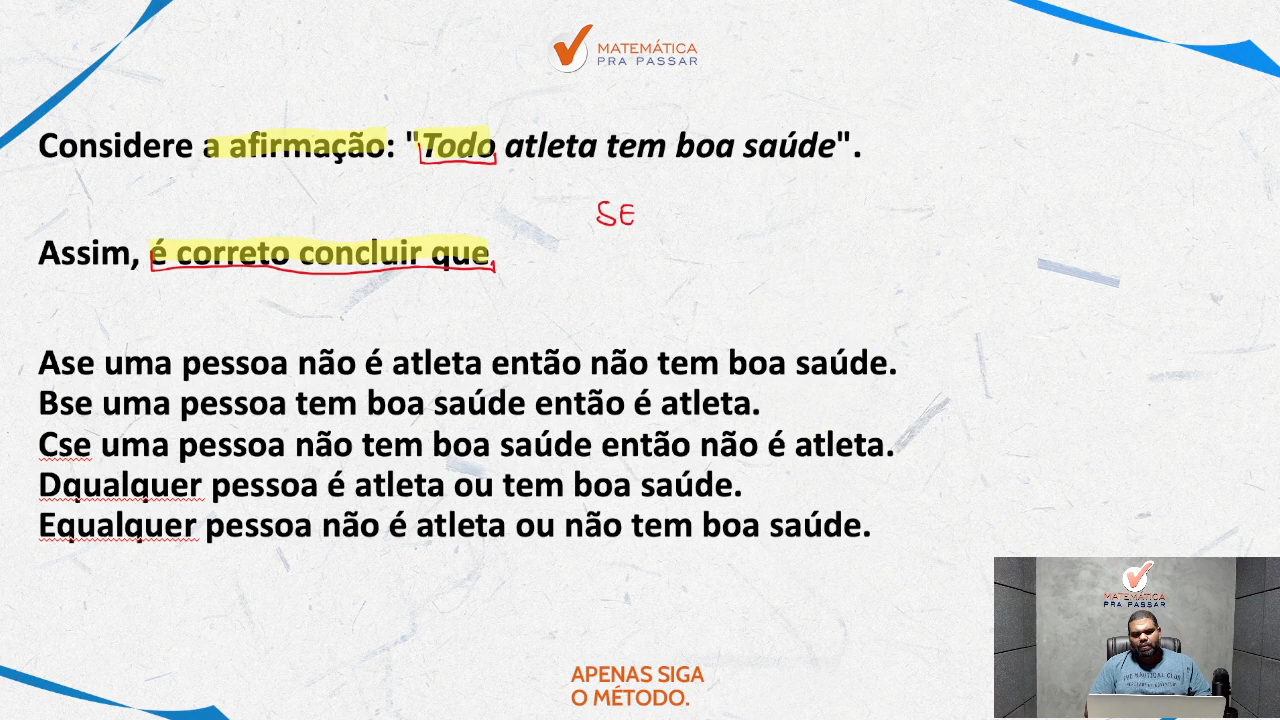 MATEMÁTICA
PRA PASSAR
Considere a afirmação: "Todo atleta tem boa saúde".
SE
Assim, é correto concluir que
Ase uma pessoa não é atleta então não tem boa saúde.
Bse uma pessoa tem boa saúde então é atleta.
Cse uma pessoa não tem boa saúde então não é atleta.
Dqualquer pessoa é atleta ou tem boa saúde.
Equalquer pessoa não é atleta ou não tem boa saúde.
MATEMÁTICA
PRA PASSAR
THE NAUTICAL CLUB
APENAS SIGA
O MÉTODO.